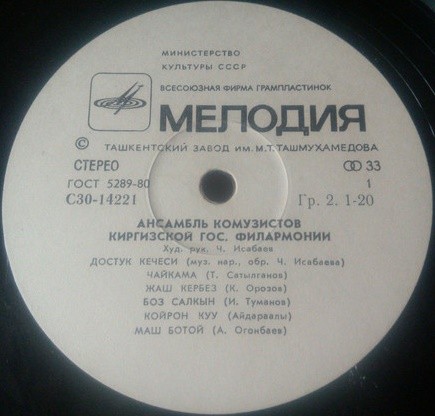 МИНИСТЕРСТВО
КУЛЬТУРЫ СССР
ВСЕСОЮЗНАЯ ФИРМА ГРАМПЛАСТИНОК
МЕЛОДИЯ
© ТАШКЕНТСКИЙ ЗАВОД ИМ. М.Т. ТАШМУХАМЕДОВА
СТЕРЕО 33
ГОСТ 5289-80 1
С30-14221 Гр. 2. 1-20
АНСАМБЛЬ КОМУЗИСТОВ
КИРГИЗСКОЙ ГОС. ФИЛАРМОНИИ
Худ. рук. Ч. Исабаев
ДОСТУК КЕЧЕСИ (муз. нар., обр. Ч. Исабаева)
ЧАЙКАМА (Т. Сатылганов)
ЖАШ КЕРБЕЗ (К. Орозов)
БОЗ САЛКЫН (И. Туманов)
КОЙРОН КУУ (Айдаралы)
МАШ БОТОЙ (А. Огонбаев)